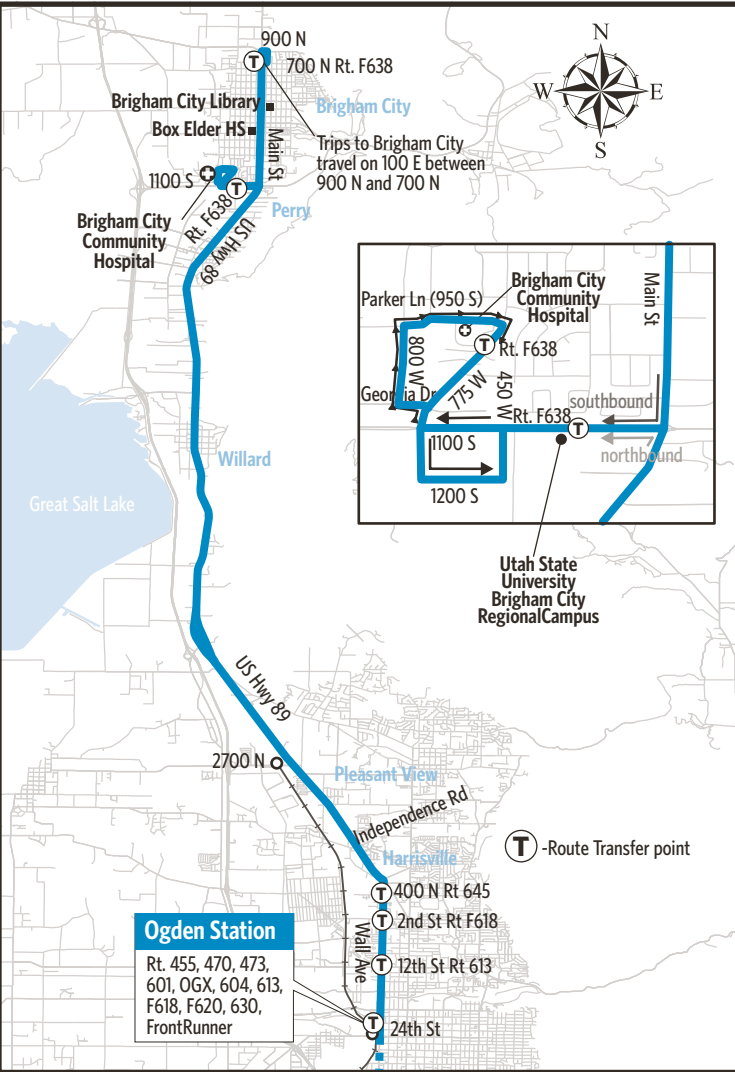 900 N
T
700 N Rt. F638
N
W
E
S
Brigham City Library
Brigham City
Box Elder HS
Main St
Trips to Brigham City
travel on 100 E between
900 N and 700 N
1100 S
T
Rt. F638
Perry
US Hwy 89
Brigham City
Community
Hospital
Parker Ln (950 S)
Brigham City
Community
Hospital
Main St
T
Rt. F638
800 W
775 W
450 W
Georgia Dr
southbound
Rt. F638
T
1100 S
northbound
1200 S
Willard
Great Salt Lake
Utah State
University
Brigham City
RegionalCampus
US Hwy 89
2700 N
Pleasant View
Independence Rd
Harrisville
T
-Route Transfer point
T
400 N Rt 645
T
2nd St Rt F618
Wall Ave
T
12th St Rt 613
Ogden Station
Rt. 455, 470, 473,
601, OGX, 604, 613,
F618, F620, 630,
FrontRunner
T
24th St